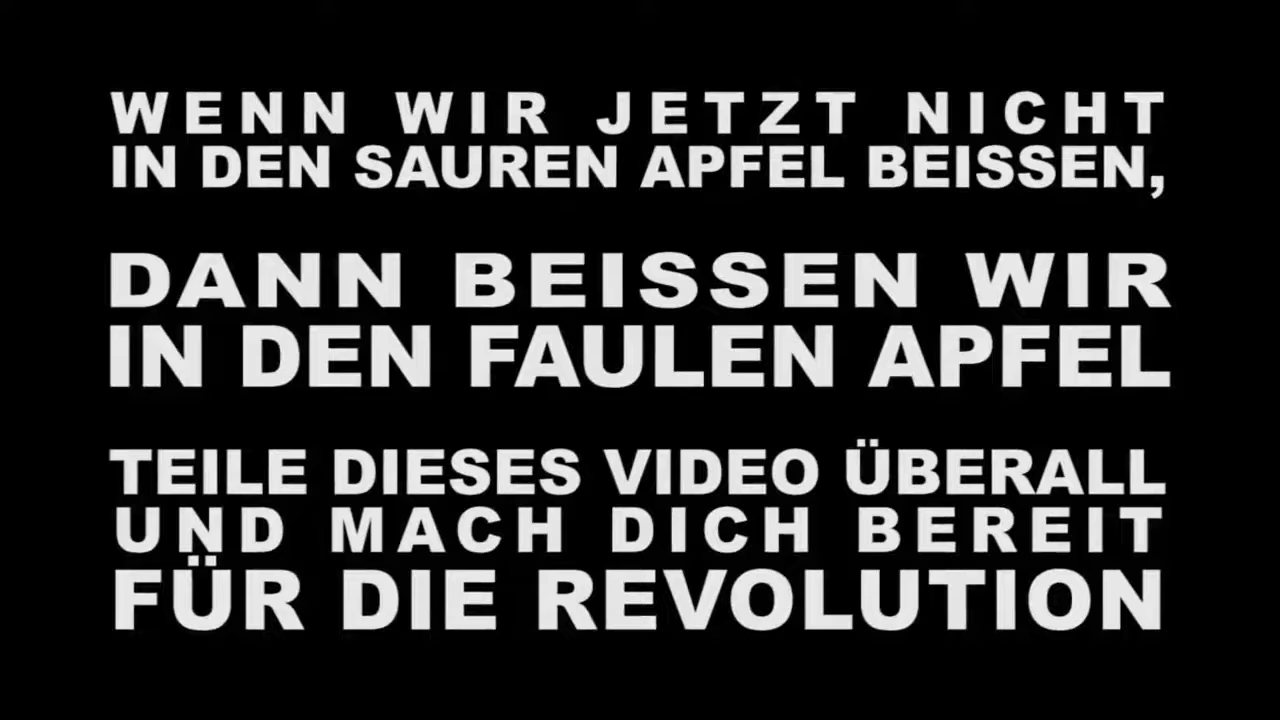 WENN WIR JETZT NICHT
IN DEN SAUREN APFEL BEISSEN,
DANN BEISSEN WIR
IN DEN FAULEN APFEL
TEILE DIESES VIDEO ÜBERALL
UND MACH DICH BEREIT
FÜR DIE REVOLUTION